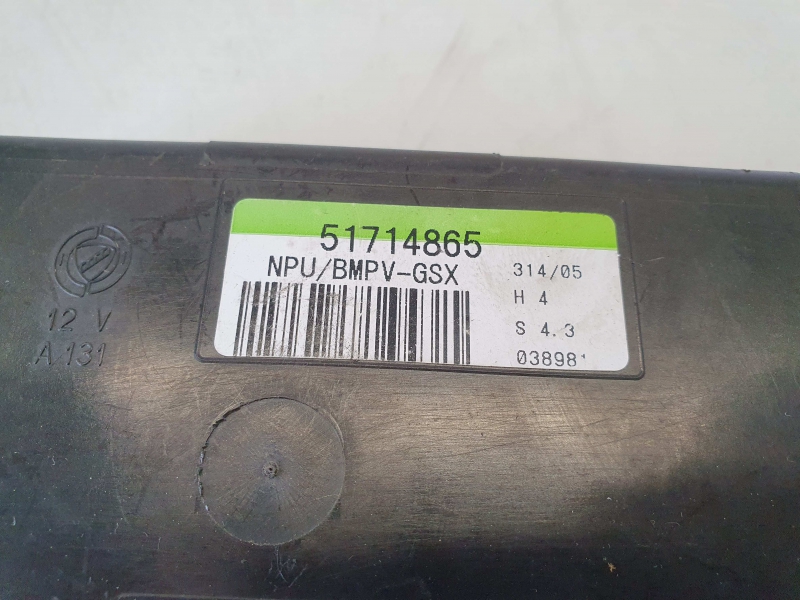 51714865
NPU/BMPV-GSX
314/05
H 4
S 4.3
03898
12 V
A 131